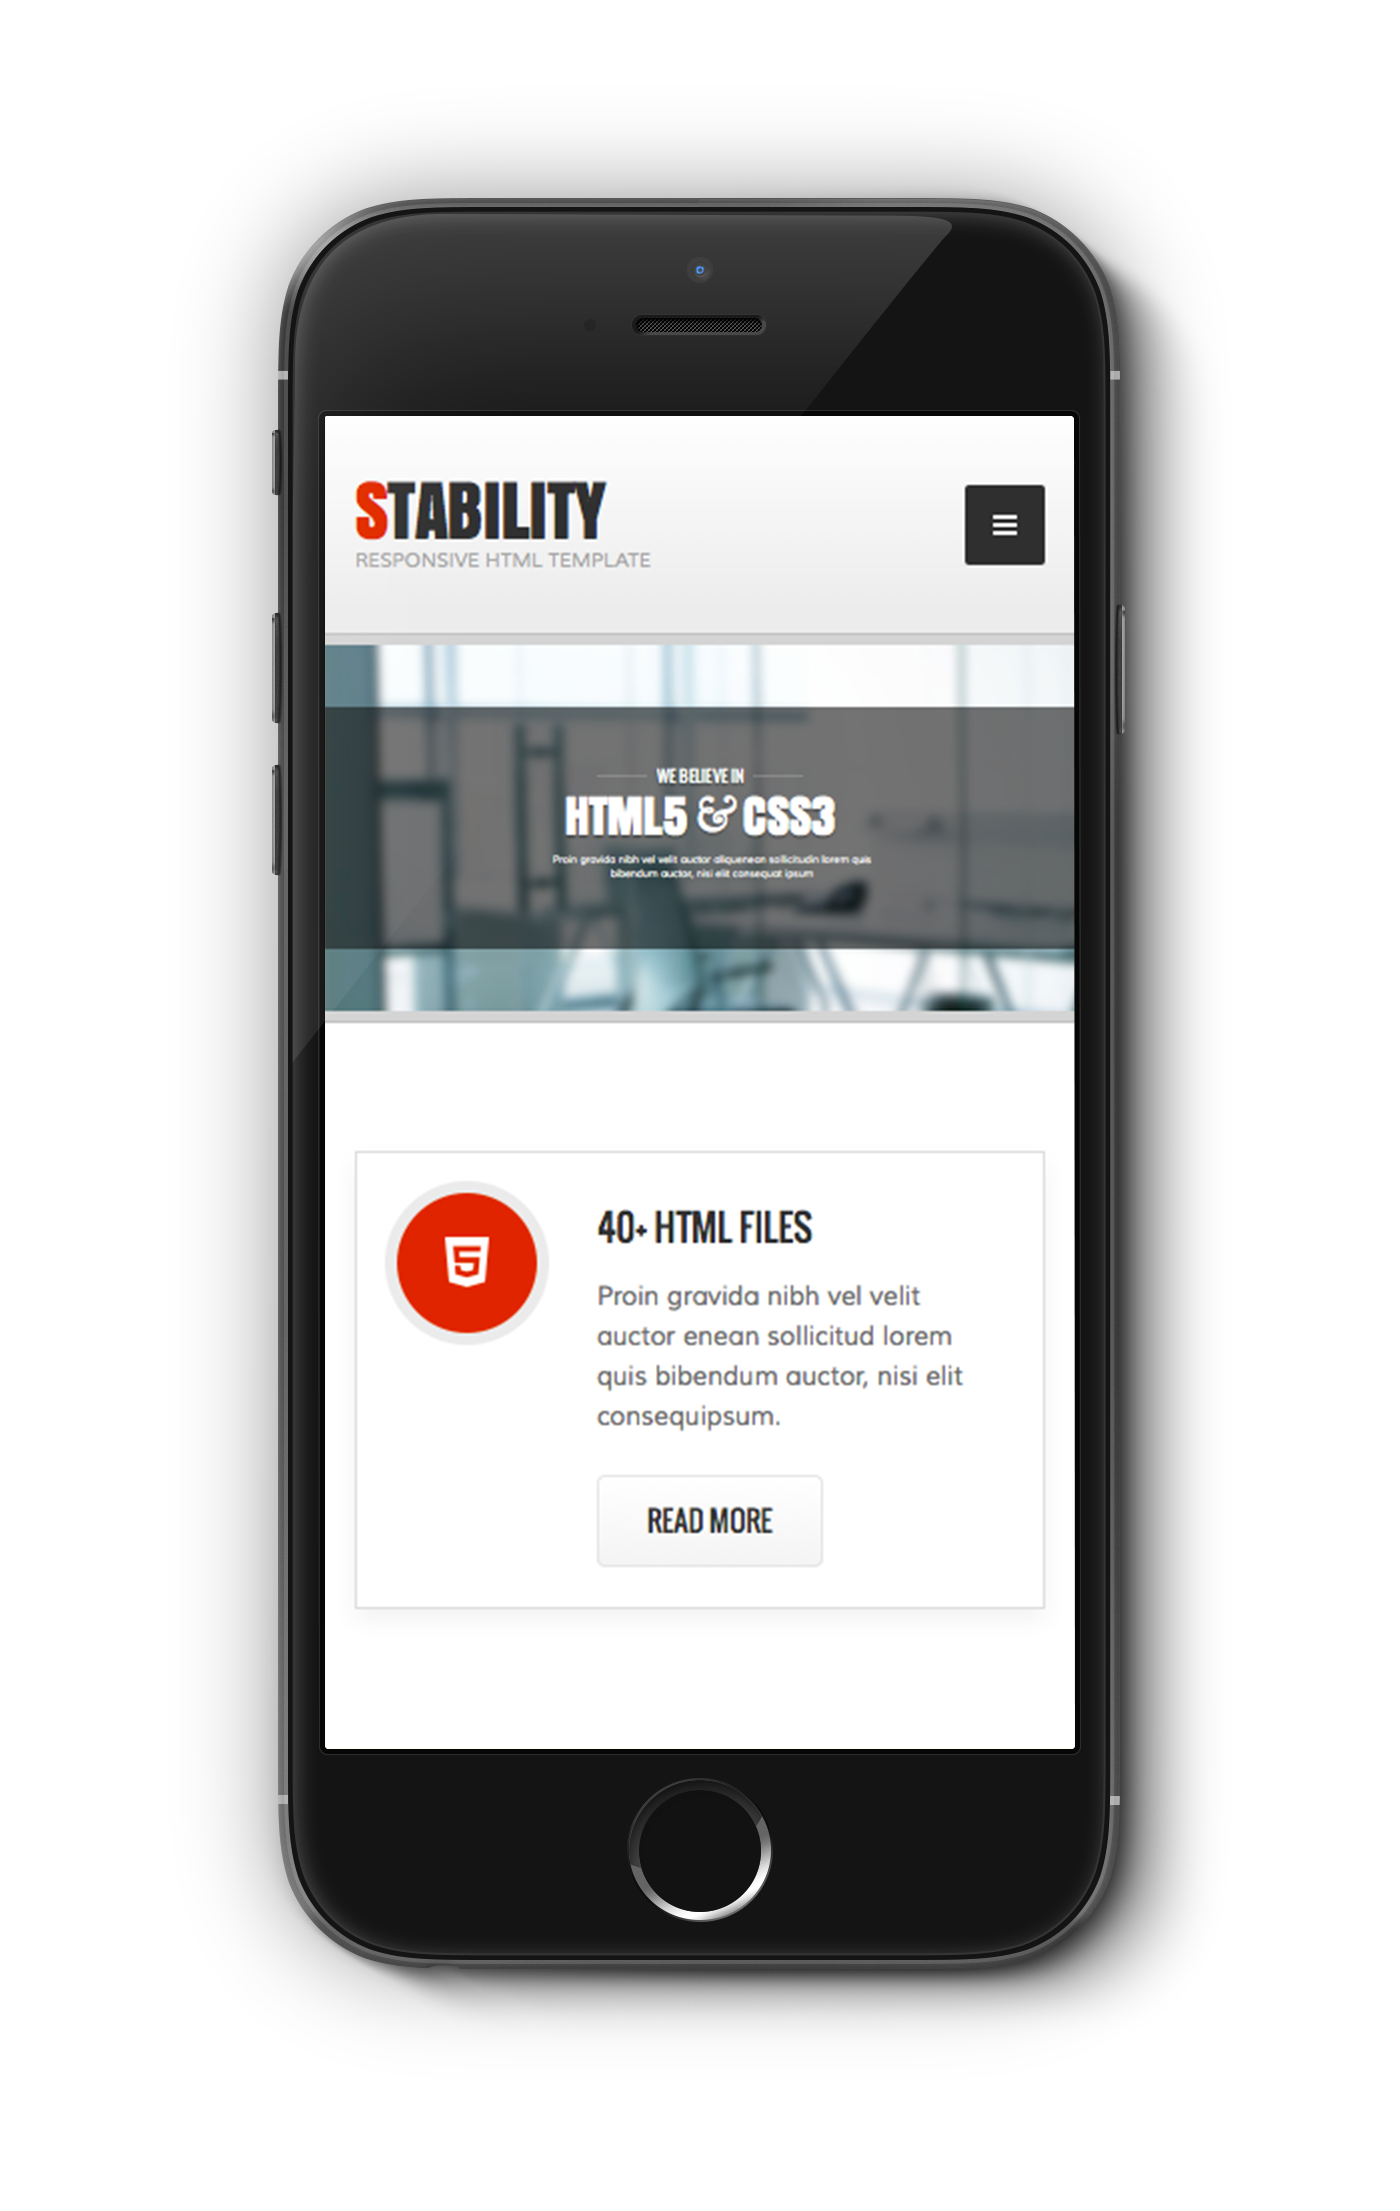 STABILITY
RESPONSIVE HTML TEMPLATE
WE BELIEVE IN
HTML5 & CSS3
Proin gravida nibh vel velit auctor aliquenean sollicitudin lorem quis
bibendum auctor, nisi elit consequat ipsum
5
40+ HTML FILES
Proin gravida nibh vel velit
auctor enean sollicitud lorem
quis bibendum auctor, nisi elit
consequipsum.
READ MORE